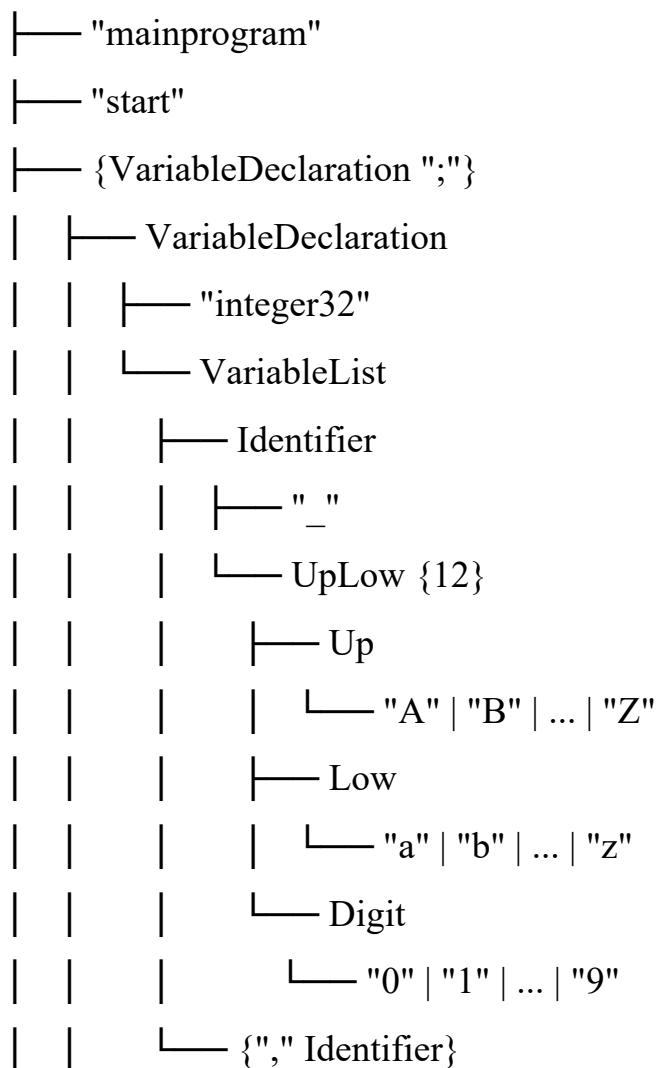 ├── "mainprogram"
├── "start"
├── {VariableDeclaration ";"}
│ ├── VariableDeclaration
│ │ ├── "integer32"
│ │ └── VariableList
│ │ ├── Identifier
│ │ │ ├── "_"
│ │ │ └── UpLow {12}
│ │ │ ├── Up
│ │ │ │ └── "A" | "B" | ... | "Z"
│ │ │ ├── Low
│ │ │ │ └── "a" | "b" | ... | "z"
│ │ │ └── Digit
│ │ │ └── "0" | "1" | ... | "9"
│ │ └── {"," Identifier}